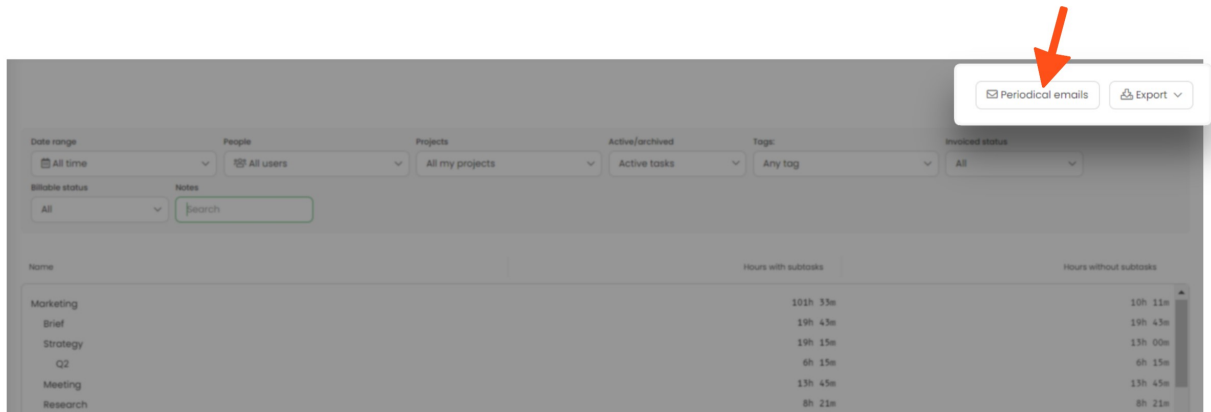 Periodical emails Export
Date range People Projects Active/archived Tags: Invoiced status
All time All users All my projects Active tasks Any tag All
Billable status Notes
All Search
Name Hours with subtasks Hours without subtasks
Marketing 101h 33m 10h 11m
Brief 19h 43m 19h 43m
Strategy 19h 15m 13h 00m
Q2 6h 15m 6h 15m
Meeting 13h 45m 13h 45m
Research 8h 21m 8h 21m